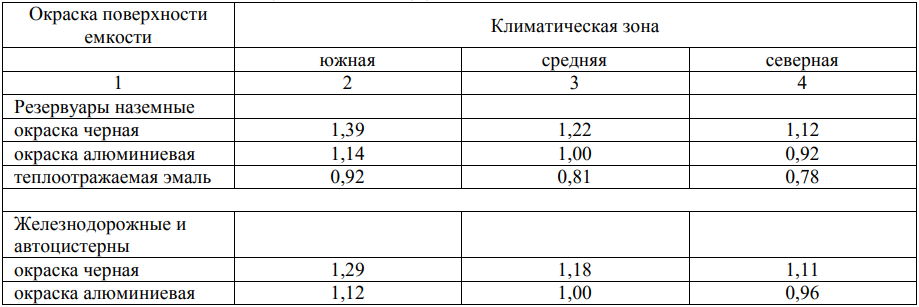 Окраска поверхности Климатическая зона
емкости
южная средняя северная
1 2 3 4
Резервуары наземные
окраска черная 1,39 1,22 1,12
окраска алюминиевая 1,14 1,00 0,92
теплоотражаемая эмаль 0,92 0,81 0,78
Железнодорожные и
автоцистерны
окраска черная 1,29 1,18 1,11
окраска алюминиевая 1,12 1,00 0,96